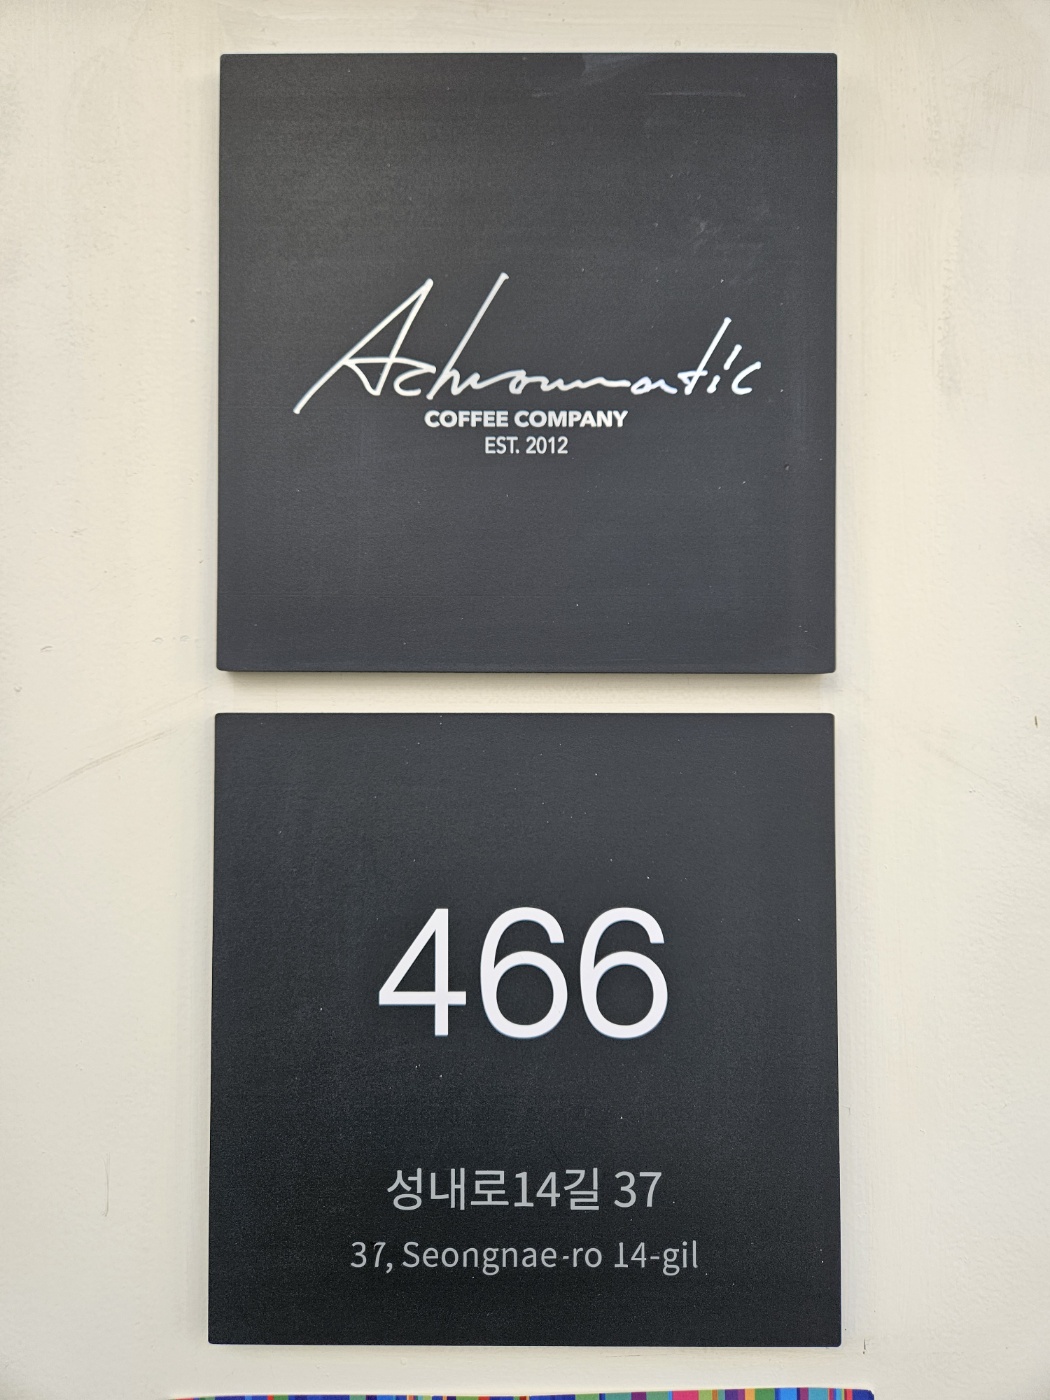 Achromatic
COFFEE COMPANY
EST. 2012
466
성내로14길 37
37, Seongnae-ro 14-gil